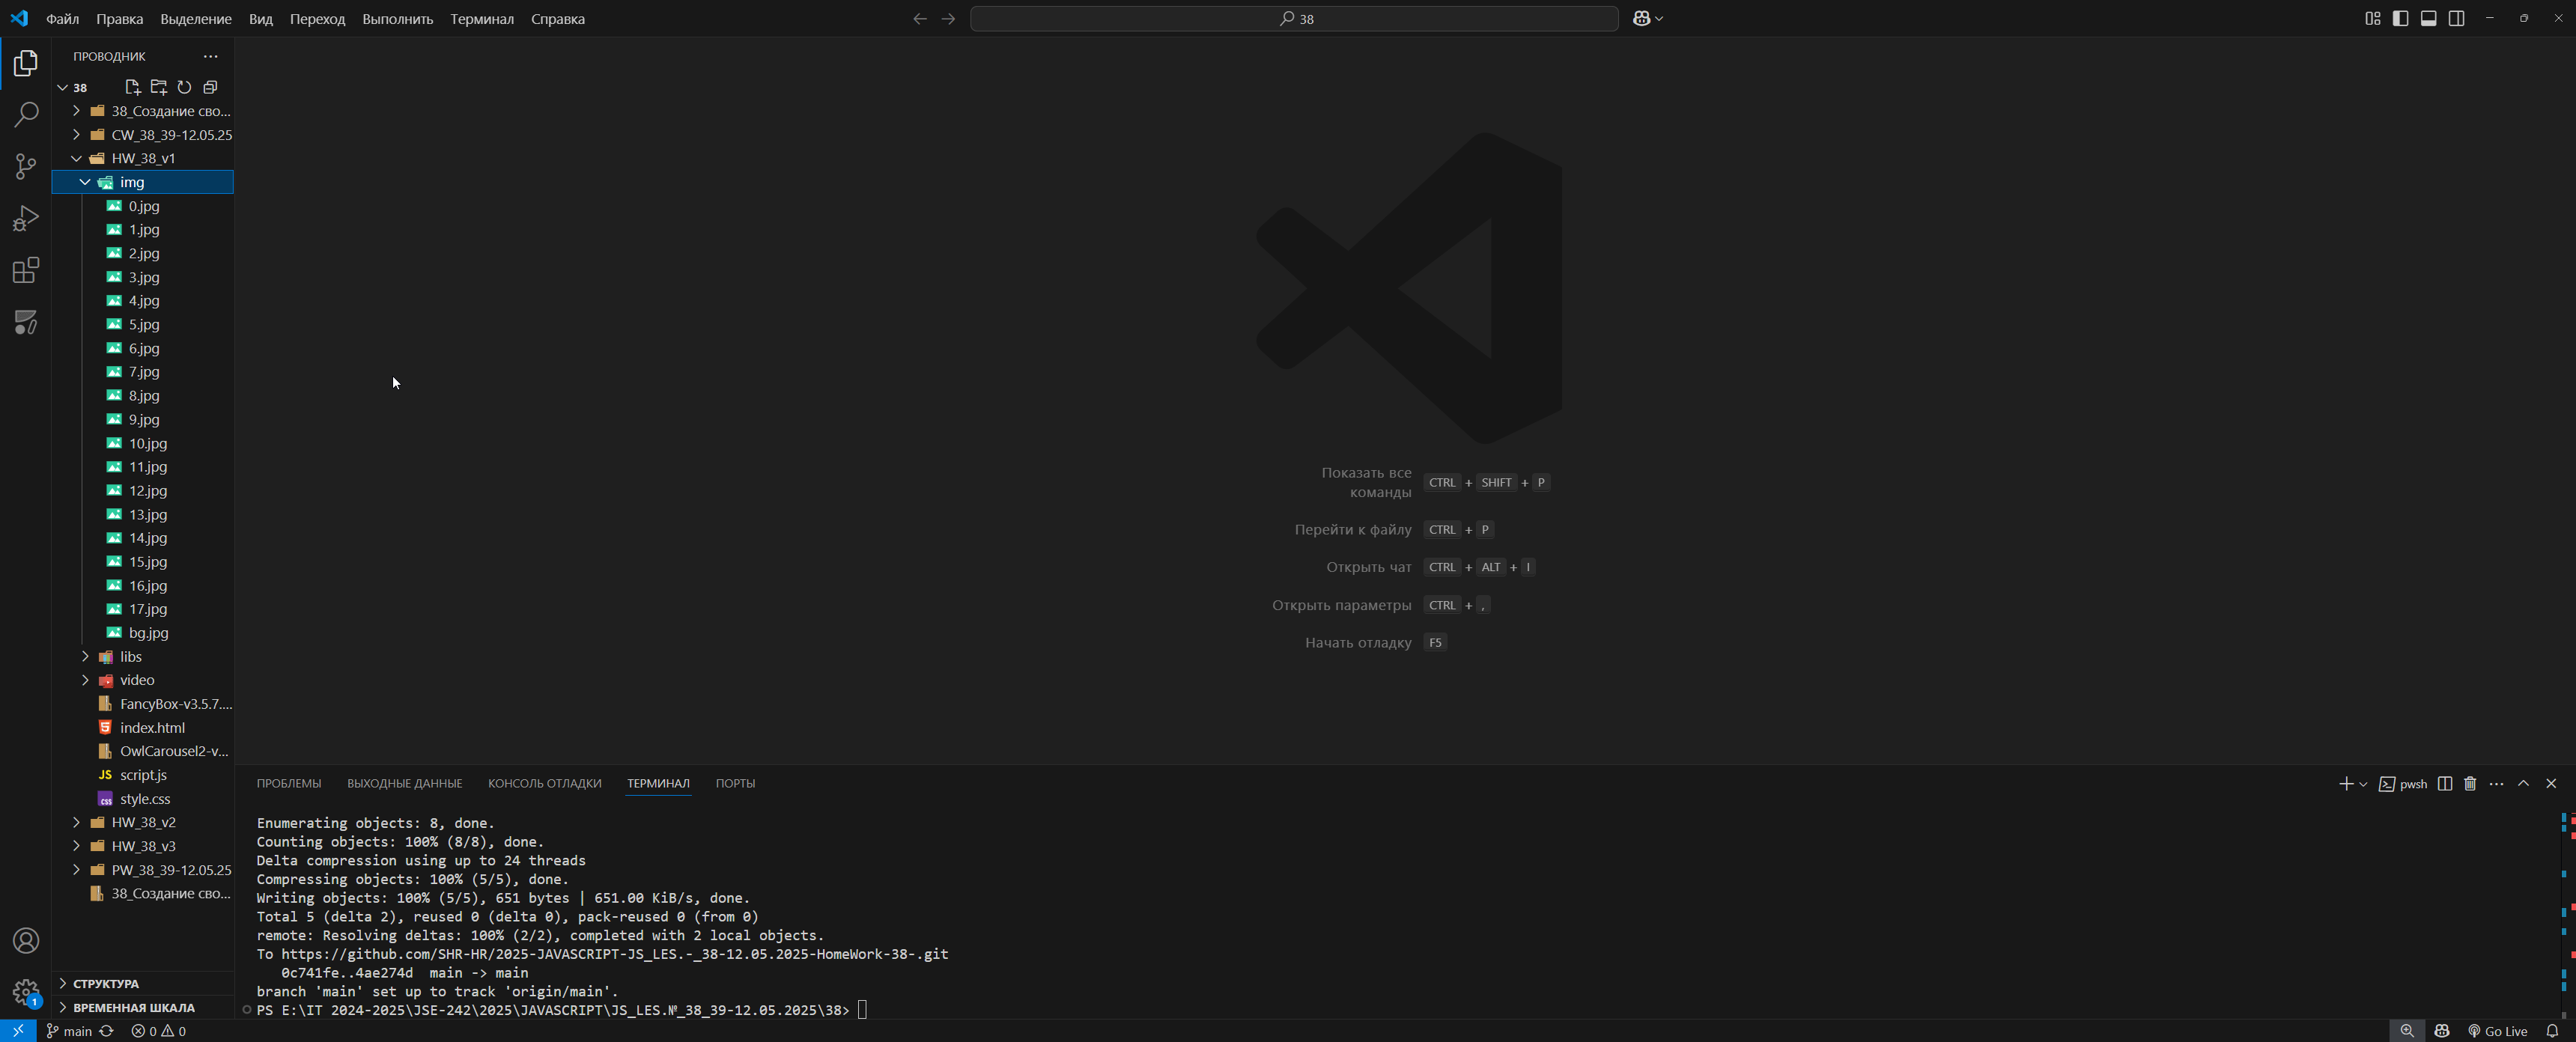 Файл Правка Выделение Вид Переход Выполнить Терминал Справка
38
ПРОВОДНИК
38
38_Создание сво...
CW_38_39-12.05.25
HW_38_v1
img
0.jpg
1.jpg
2.jpg
3.jpg
4.jpg
5.jpg
6.jpg
7.jpg
8.jpg
9.jpg
10.jpg
11.jpg
12.jpg
13.jpg
14.jpg
15.jpg
16.jpg
17.jpg
bg.jpg
libs
video
FancyBox-v3.5.7....
index.html
OwlCarousel2-v...
JS script.js
css style.css
HW_38_v2
HW_38_v3
PW_38_39-12.05.25
38_Создание сво...
СТРУКТУРА
ВРЕМЕННАЯ ШКАЛА
Показать все команды CTRL + SHIFT + P
Перейти к файлу CTRL + P
Открыть чат CTRL + ALT + I
Открыть параметры CTRL + ,
Начать отладку F5
ПРОБЛЕМЫ ВЫХОДНЫЕ ДАННЫЕ КОНСОЛЬ ОТЛАДКИ ТЕРМИНАЛ ПОРТЫ
pwsh
Enumerating objects: 8, done.
Counting objects: 100% (8/8), done.
Delta compression using up to 24 threads
Compressing objects: 100% (5/5), done.
Writing objects: 100% (5/5), 651 bytes | 651.00 KiB/s, done.
Total 5 (delta 2), reused 0 (delta 0), pack-reused 0 (from 0)
remote: Resolving deltas: 100% (2/2), completed with 2 local objects.
To https://github.com/SHR-HR/2025-JAVASCRIPT-JS_LES.-_38-12.05.2025-HomeWork-38-.git
0c741fe..4ae274d main -> main
branch 'main' set up to track 'origin/main'.
PS E:\IT 2024-2025\JSE-242\2025\JAVASCRIPT\JS_LES.№_38_39-12.05.2025\38>
1
main 0 0
Go Live